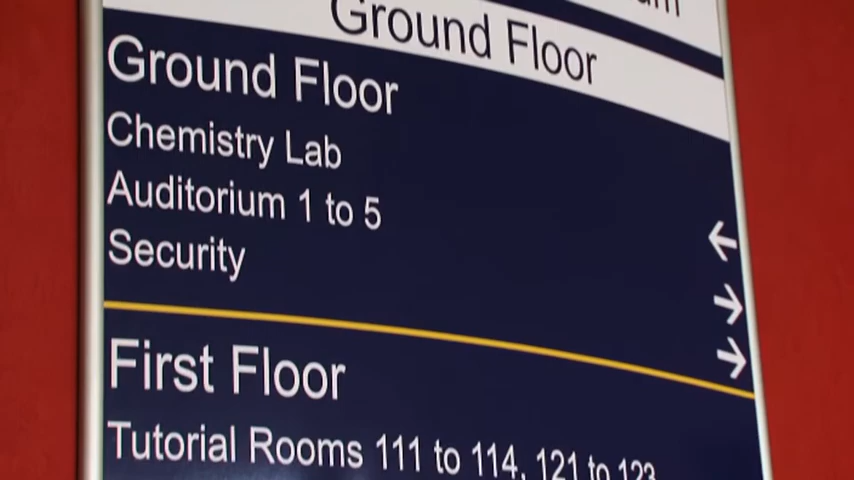 Ground Floor
Ground Floor
Chemistry Lab
Auditorium 1 to 5
Security
First Floor
Tutorial Rooms 111 to 114, 121 to 123